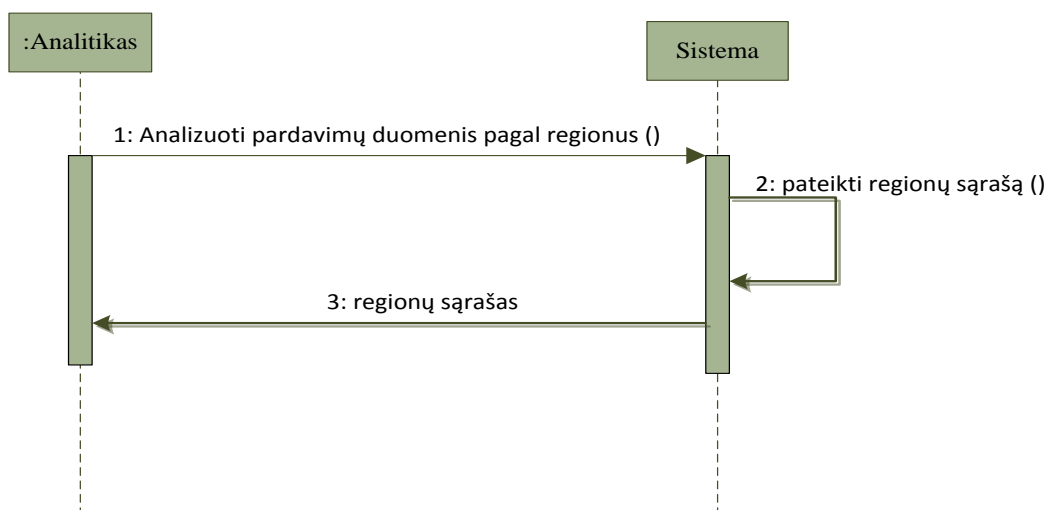 :Analitikas
Sistema
1: Analizuoti pardavimų duomenis pagal regionus ()
2: pateikti regionų sąrašą ()
3: regionų sąrašas